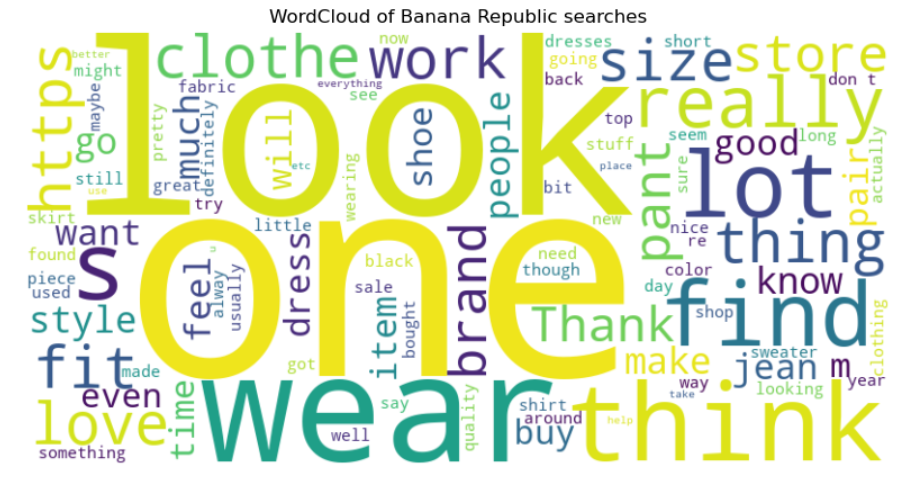 WordCloud of Banana Republic searches
better
now
dresses
short
might
look
clothe
work
going
size
store
https
maybe
fabric
everything
see
back
don t
pretty
much
definitely
will
shoe
people
top
really
go
etc
stuff
seem
good
long
still
use
great
wearing
bit
place
pant
sure
lot
pair
actually
try
skirt
want
little
new
nice
re
thing
found
s
one
u
feel
alway
usually
dress
black
brand
need
though
color
know
piece
used
sale
day
style
item
bought
Thank
find
shop
clothing
fit
made
got
make
sweater
jean
m
year
even
time
wear
say
quality
shirt
around
way
take
looking
love
well
buy
think
help
something